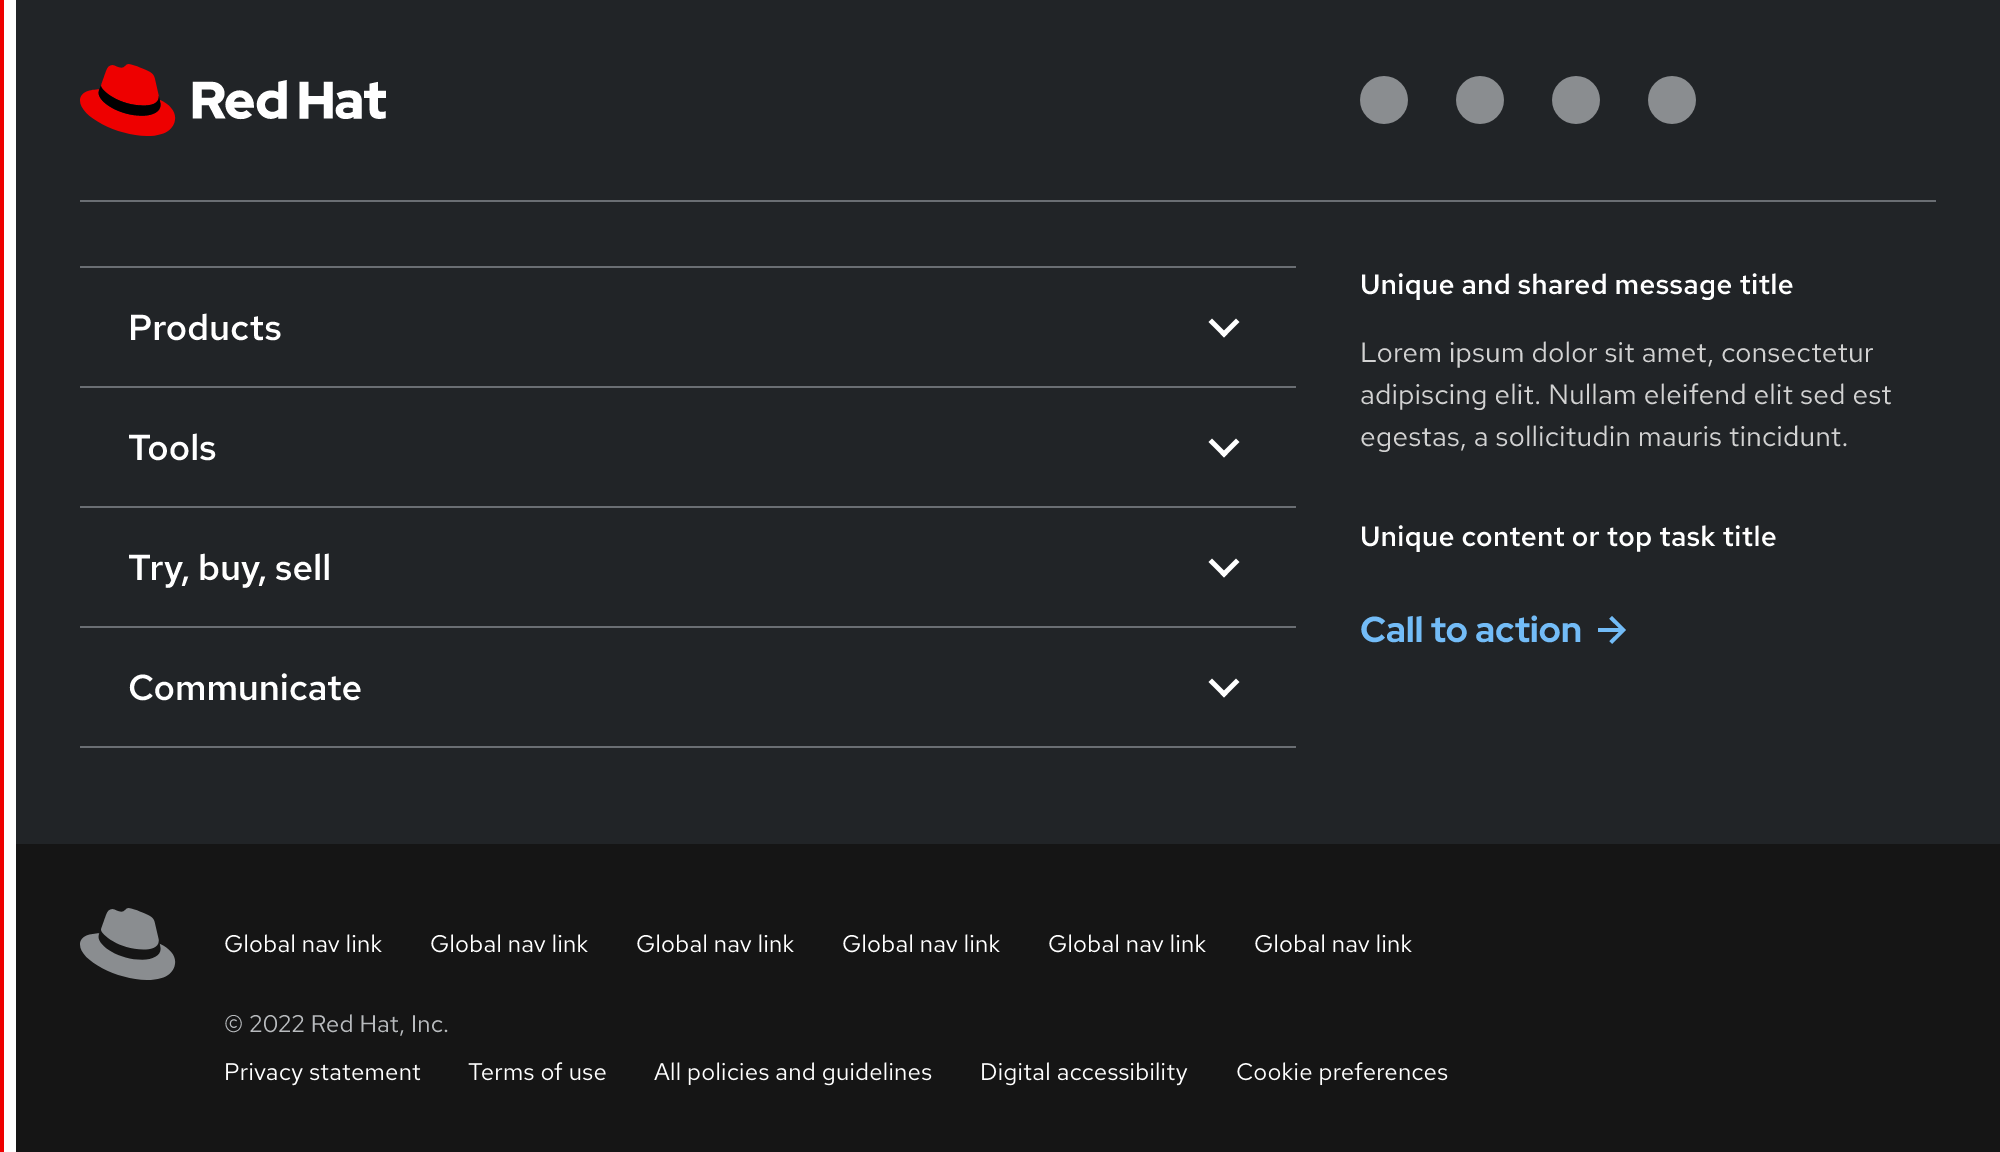 Red Hat
Products
Tools
Try, buy, sell
Communicate
Unique and shared message title
Lorem ipsum dolor sit amet, consectetur
adipiscing elit. Nullam eleifend elit sed est
egestas, a sollicitudin mauris tincidunt.
Unique content or top task title
Call to action
Global nav link Global nav link Global nav link Global nav link Global nav link Global nav link
© 2022 Red Hat, Inc.
Privacy statement Terms of use All policies and guidelines Digital accessibility Cookie preferences